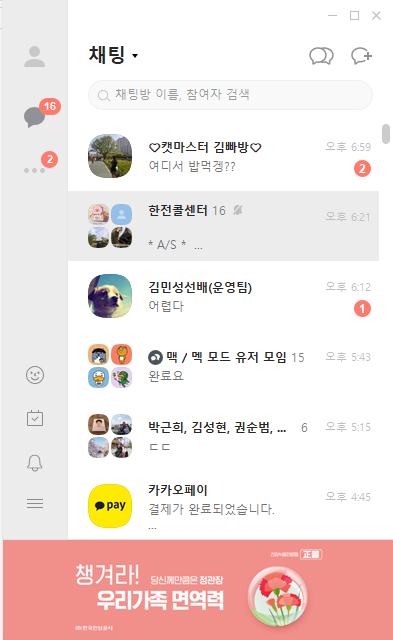 채팅
채팅방 이름, 참여자 검색
16
2
♡캣마스터 김빠방♡
오후 6:59
여디서 밥먹겡??
2
한전콜센터 16
오후 6:21
* A/S * ...
김민성선배(운영팀)
오후 6:12
어렵다
1
맥 / 멕 모드 유저 모임 15
오후 5:43
완료요
박근희, 김성현, 권순범, ... 6
오후 5:15
ㄷㄷ
pay
카카오페이
오후 4:45
결제가 완료되었습니다.
...
正官
챙겨라! 당신께만큼은 정관장
우리가족 면역력
㈜한국인삼공사